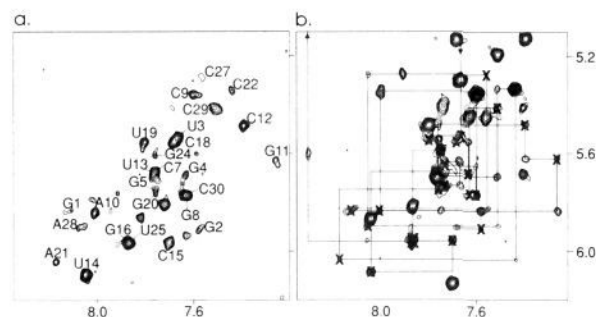 a.
b.
C27
C22
C9
C29
C12
U3
U19
C18
G24
G11
U13
C7
G4
G5
C30
G1
A10
G20
G8
A28
U25
G2
G16
C15
A21
U14
5.2
5.6
6.0
8.0
7.6
8.0
7.6